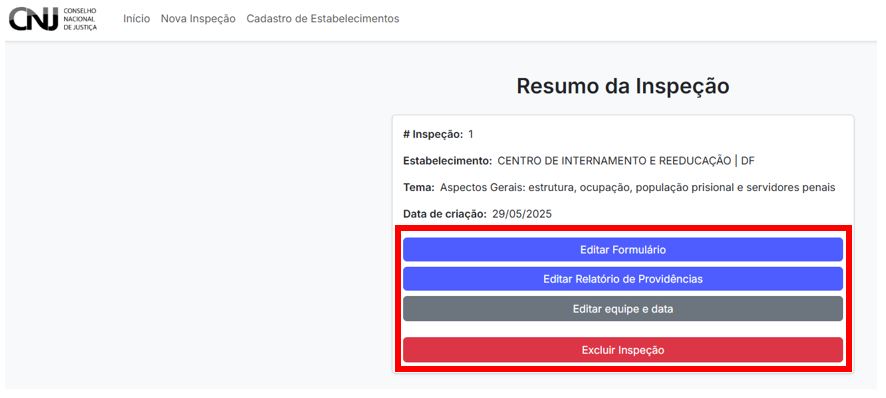 CNJ
CONSELHO
NACIONAL
DE JUSTIÇA
Início Nova Inspeção Cadastro de Estabelecimentos
Resumo da Inspeção
# Inspeção: 1
Estabelecimento: CENTRO DE INTERNAMENTO E REEDUCAÇÃO | DF
Tema: Aspectos Gerais: estrutura, ocupação, população prisional e servidores penais
Data de criação: 29/05/2025
Editar Formulário
Editar Relatório de Providências
Editar equipe e data
Excluir Inspeção